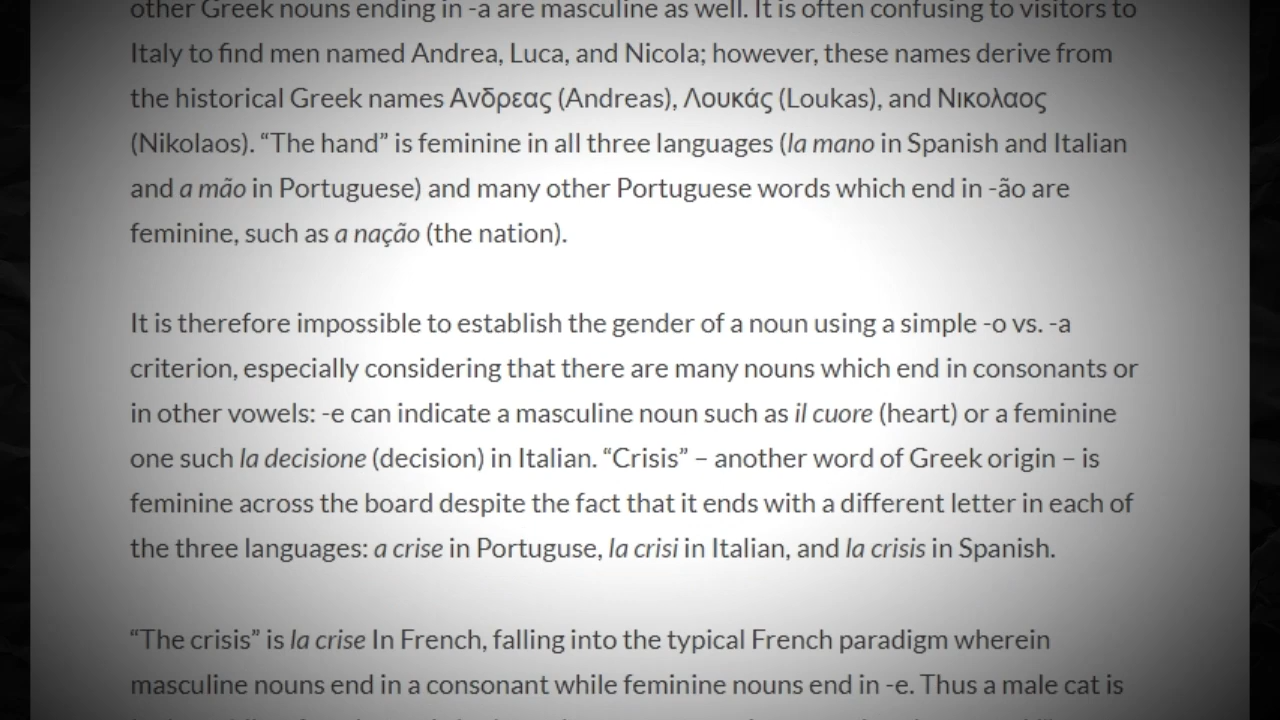 other Greek nouns ending in -a are masculine as well. It is often confusing to visitors to
Italy to find men named Andrea, Luca, and Nicola; however, these names derive from
the historical Greek names Ανδρεας (Andreas), Λουκάς (Loukas), and Νικολαος
(Nikolaos). “The hand” is feminine in all three languages (la mano in Spanish and Italian
and a mão in Portuguese) and many other Portuguese words which end in -ão are
feminine, such as a nação (the nation).
It is therefore impossible to establish the gender of a noun using a simple -o vs. -a
criterion, especially considering that there are many nouns which end in consonants or
in other vowels: -e can indicate a masculine noun such as il cuore (heart) or a feminine
one such la decisione (decision) in Italian. “Crisis” – another word of Greek origin – is
feminine across the board despite the fact that it ends with a different letter in each of
the three languages: a crise in Portuguse, la crisi in Italian, and la crisis in Spanish.
“The crisis” is la crise In French, falling into the typical French paradigm wherein
masculine nouns end in a consonant while feminine nouns end in -e. Thus a male cat is